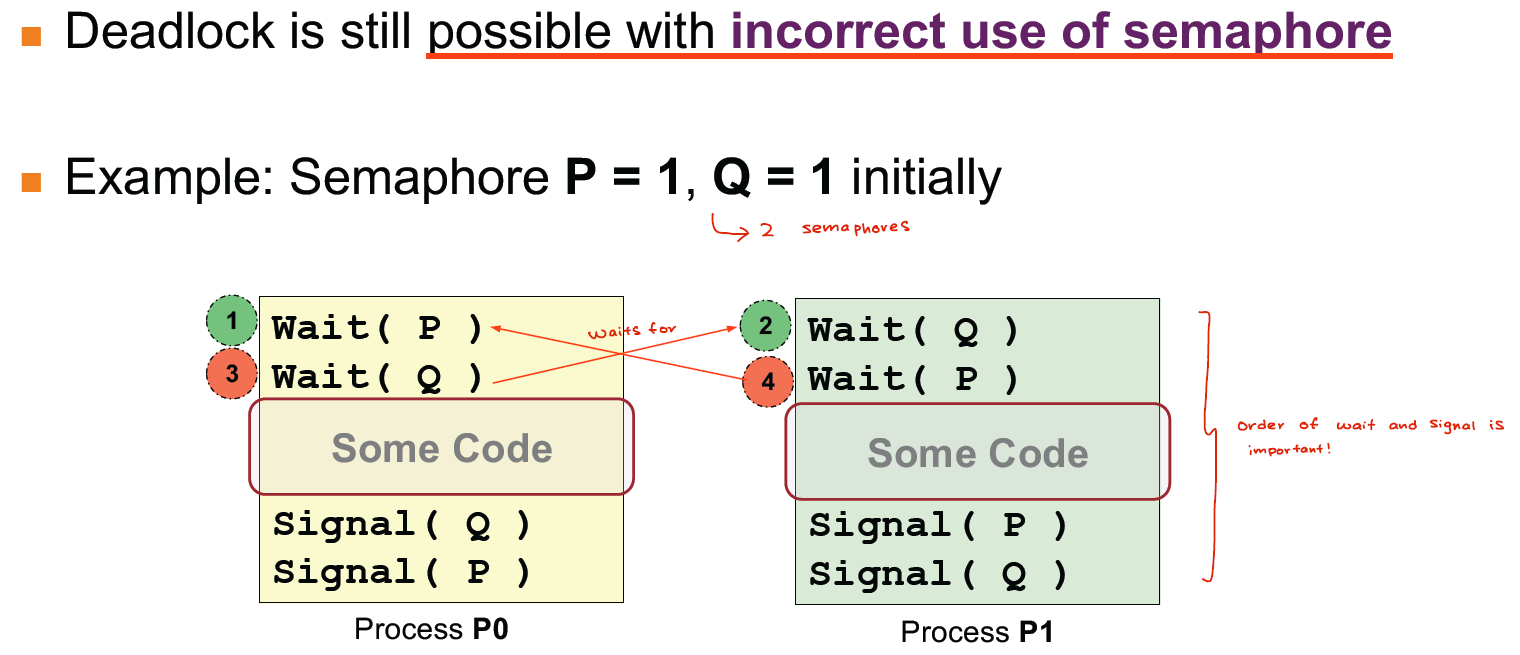 Deadlock is still possible with incorrect use of semaphore
Example: Semaphore P = 1, Q = 1 initially
2 semaphores
1
Wait( P )
3
Wait( Q )
Some Code
Signal( Q )
Signal( P )
Process P0
waits for
2
Wait( Q )
4
Wait( P )
Some Code
Signal( P )
Signal( Q )
Process P1
order of wait and signal is
important!